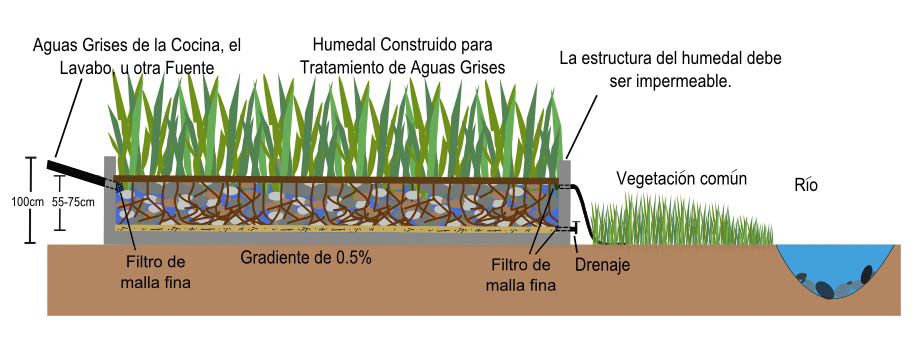 Aguas Grises de la Cocina, el
Lavabo, u otra Fuente
Humedal Construido para
Tratamiento de Aguas Grises
La estructura del humedal debe
ser impermeable.
Vegetación común
Río
100cm
55-75cm
Filtro de
malla fina
Gradiente de 0.5%
Filtro de
malla fina
Drenaje